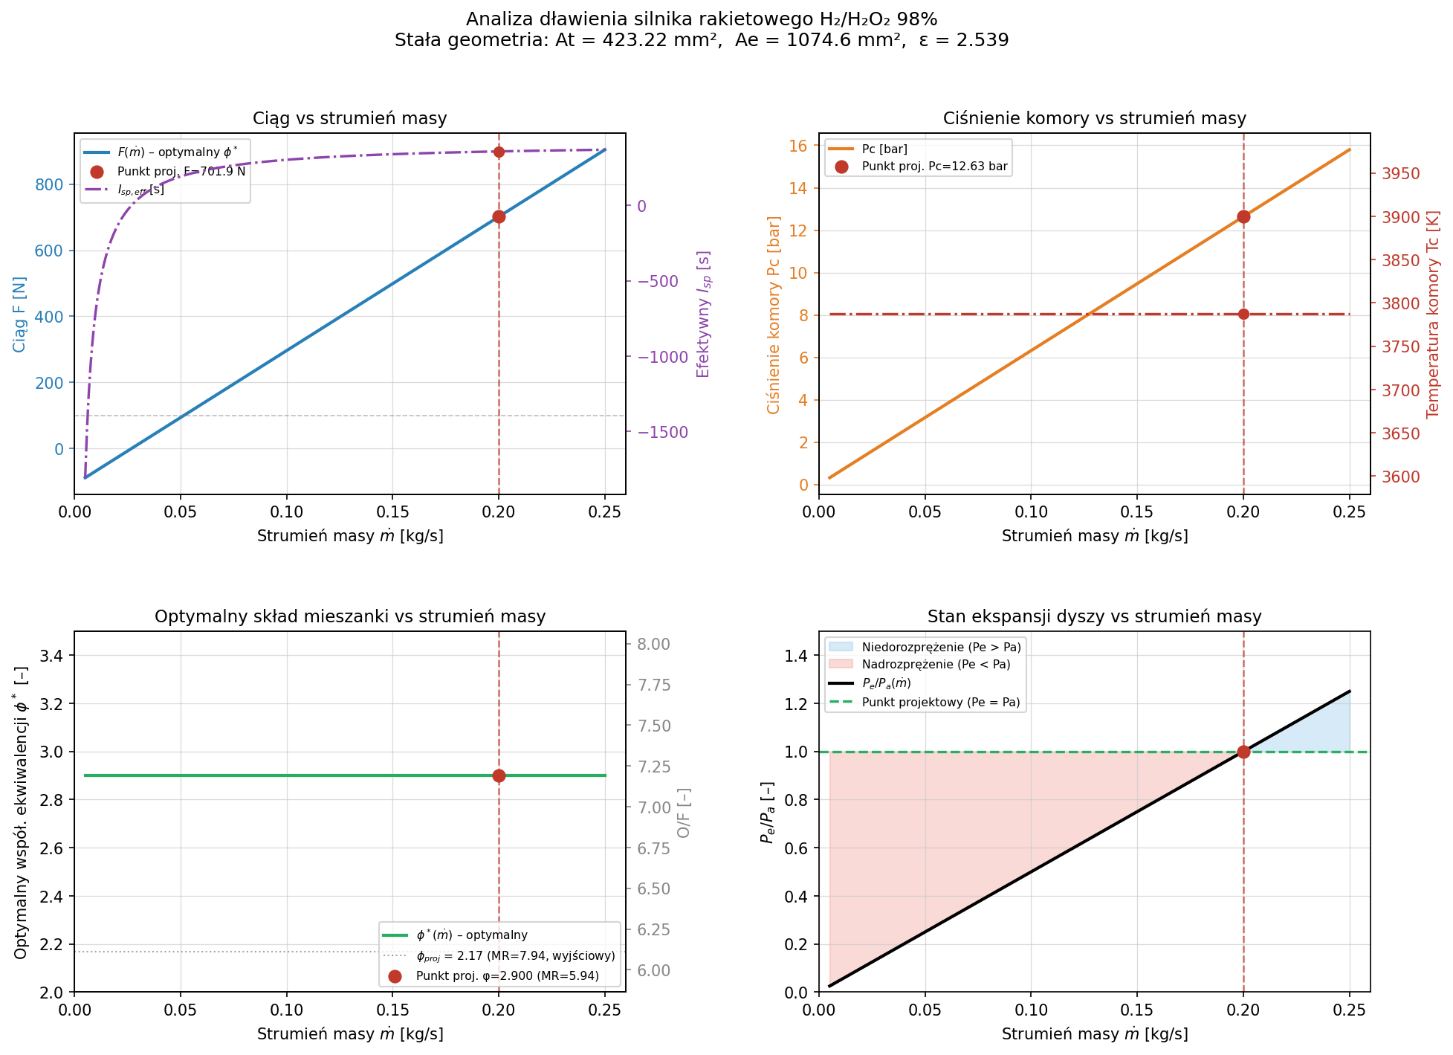 Analiza dławienia silnika rakietowego H₂/H₂O₂ 98%
Stała geometria: At = 423.22 mm²,  Ae = 1074.6 mm²,  ε = 2.539
Ciąg vs strumień masy
F(ṁ) – optymalny ϕ*
Punkt proj. F=701.9 N
I_sp,eff [s]
Ciąg F [N]
800
600
400
200
0
0
−500
−1000
−1500
Efektywny I_sp [s]
0.00 0.05 0.10 0.15 0.20 0.25
Strumień masy ṁ [kg/s]
Ciśnienie komory vs strumień masy
Pc [bar]
Punkt proj. Pc=12.63 bar
Ciśnienie komory Pc [bar]
16
14
12
10
8
6
4
2
0
3950
3900
3850
3800
3750
3700
3650
3600
Temperatura komory Tc [K]
0.00 0.05 0.10 0.15 0.20 0.25
Strumień masy ṁ [kg/s]
Optymalny skład mieszanki vs strumień masy
Optymalny współ. ekwiwalencji ϕ* [–]
3.4
3.2
3.0
2.8
2.6
2.4
2.2
2.0
8.00
7.75
7.50
7.25
7.00
6.75
6.50
6.25
6.00
O/F [–]
ϕ*(ṁ) – optymalny
ϕ_proj = 2.17 (MR=7.94, wyjściowy)
Punkt proj. φ=2.900 (MR=5.94)
0.00 0.05 0.10 0.15 0.20 0.25
Strumień masy ṁ [kg/s]
Stan ekspansji dyszy vs strumień masy
Niedorozprężenie (Pe > Pa)
Nadrozprężenie (Pe < Pa)
P_e/P_a(ṁ)
Punkt projektowy (Pe = Pa)
P_e/P_a [–]
1.4
1.2
1.0
0.8
0.6
0.4
0.2
0.0
0.00 0.05 0.10 0.15 0.20 0.25
Strumień masy ṁ [kg/s]